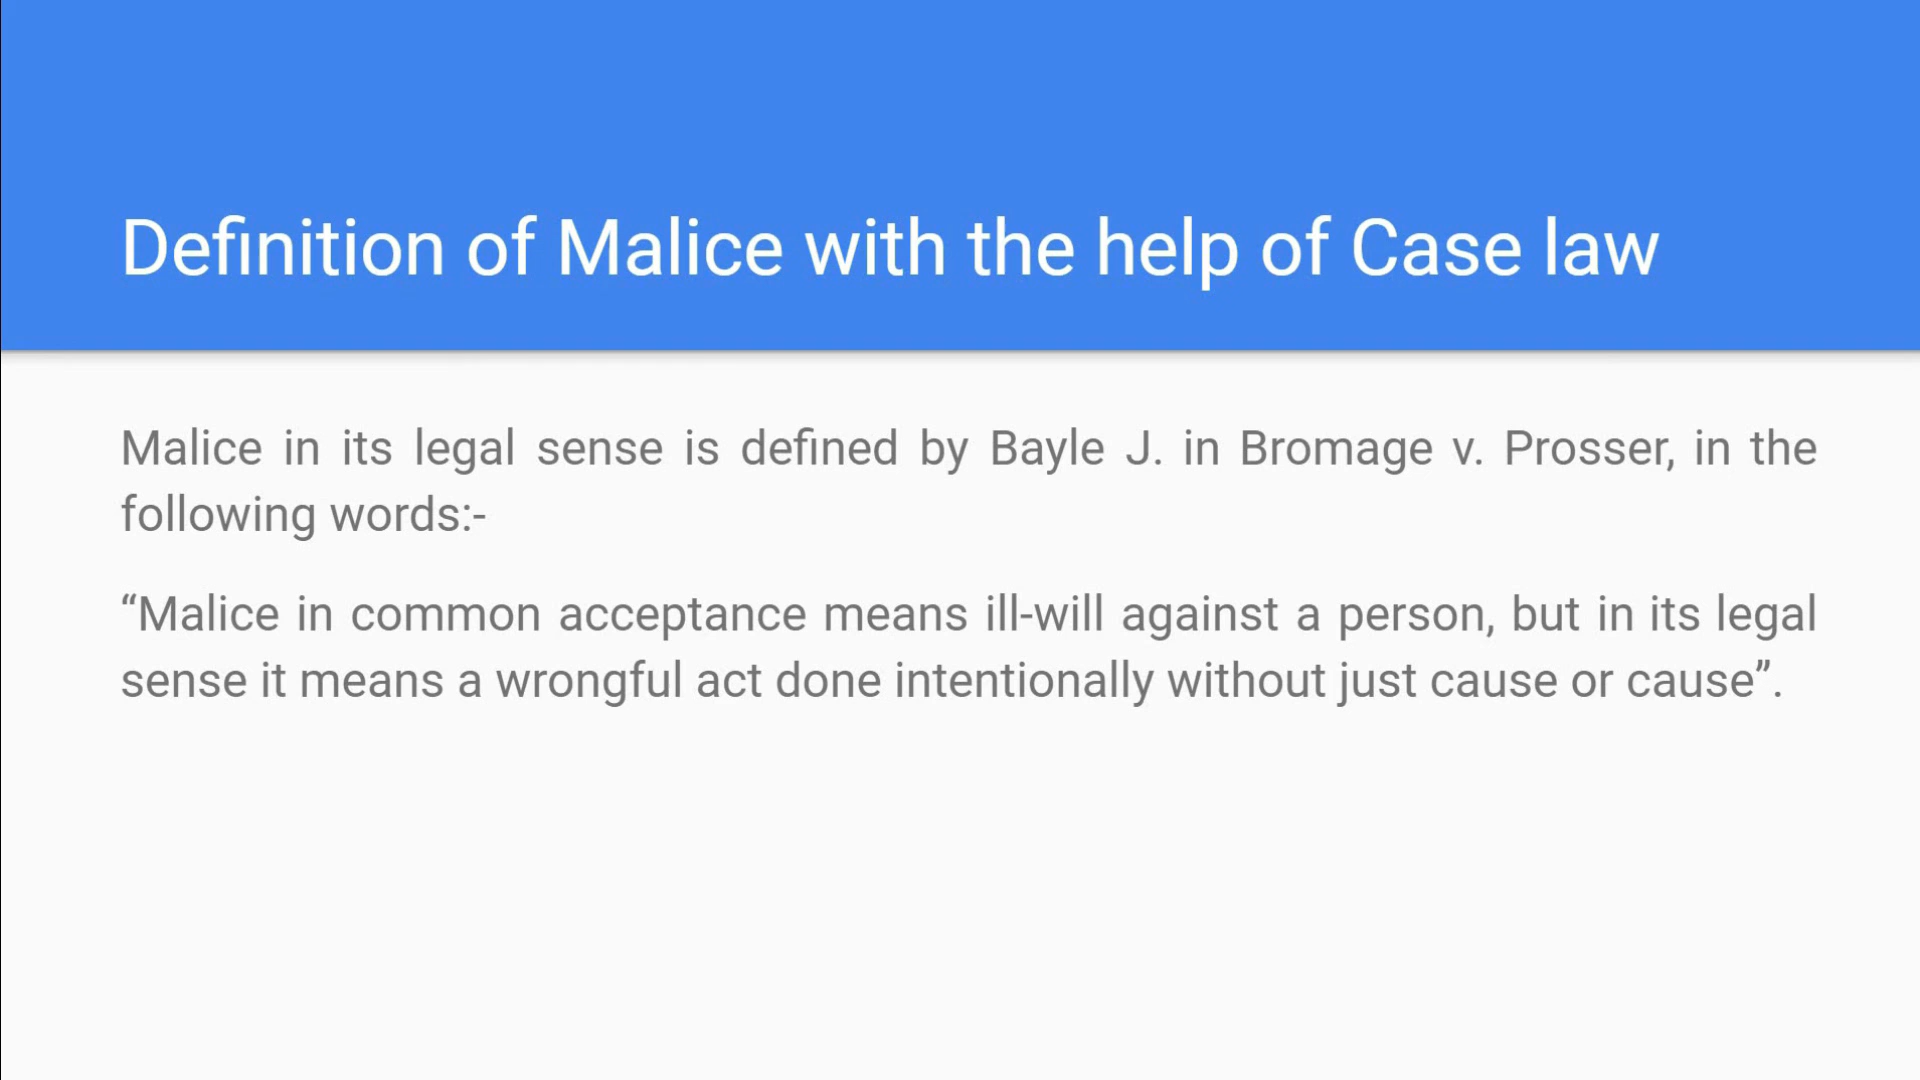 Definition of Malice with the help of Case law
Malice in its legal sense is defined by Bayle J. in Bromage v. Prosser, in the
following words:-
“Malice in common acceptance means ill-will against a person, but in its legal
sense it means a wrongful act done intentionally without just cause or cause”.